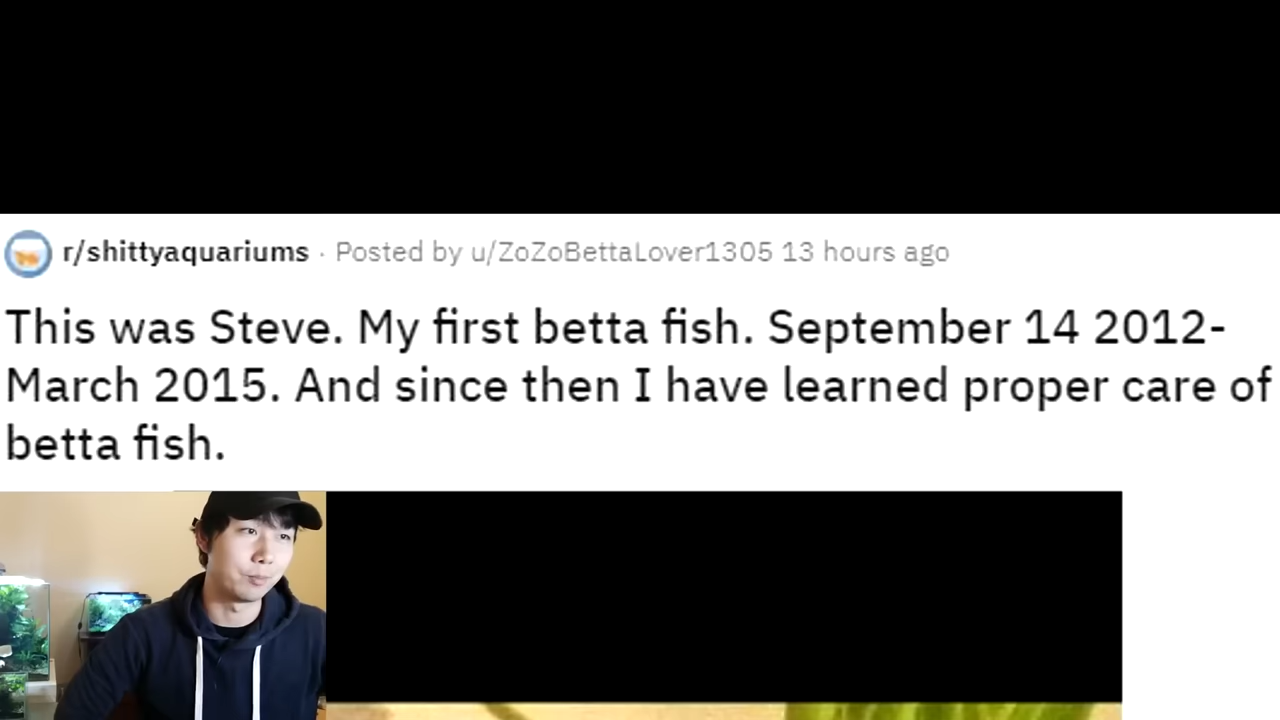 r/shittyaquariums · Posted by u/ZoZoBettaLover1305 13 hours ago
This was Steve. My first betta fish. September 14 2012-
March 2015. And since then I have learned proper care of
betta fish.